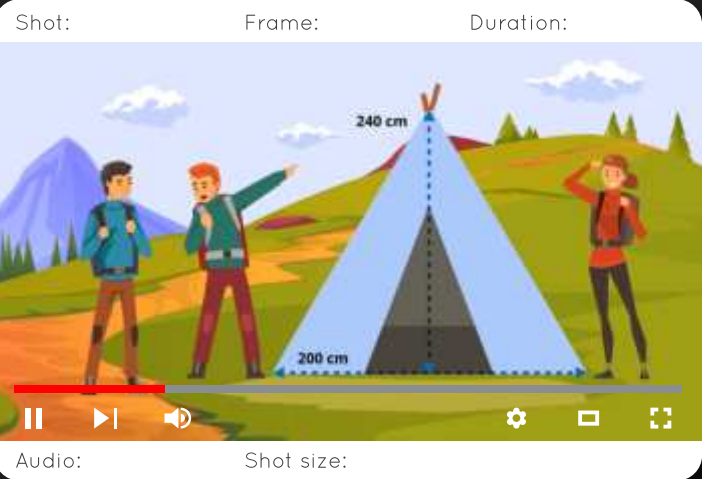 Shot:
Frame:
Duration:
240 cm
200 cm
Audio:
Shot size: